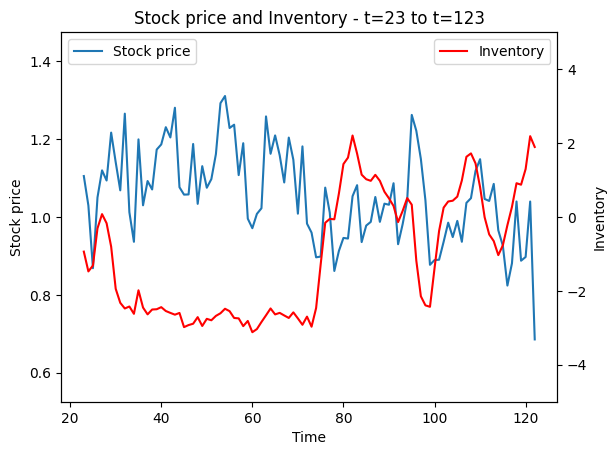 Stock price and Inventory - t=23 to t=123
Stock price
Inventory
1.4
1.2
1.0
0.8
0.6
4
2
0
−2
−4
Stock price
Inventory
20
40
60
80
100
120
Time